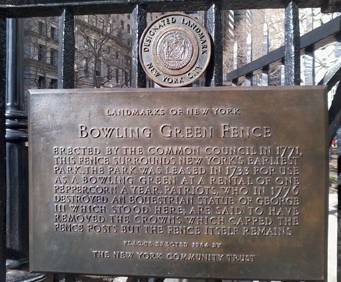 DESIGNATED LANDMARK
NEW YORK CITY
LANDMARKS OF NEW YORK
BOWLING GREEN FENCE
ERECTED BY THE COMMON COUNCIL IN 1771,
THIS FENCE SURROUNDS NEW YORK'S EARLIEST
PARK. THE PARK WAS LEASED IN 1733 FOR USE
AS A BOWLING GREEN AT A RENTAL OF ONE
PEPPERCORN A YEAR. PATRIOTS, WHO IN 1776
DESTROYED AN EQUESTRIAN STATUE OF GEORGE
III WHICH STOOD HERE, ARE SAID TO HAVE
REMOVED THE CROWNS WHICH CAPPED THE
FENCE POSTS BUT THE FENCE ITSELF REMAINS
PLAQUE ERECTED BY
THE NEW YORK COMMUNITY TRUST